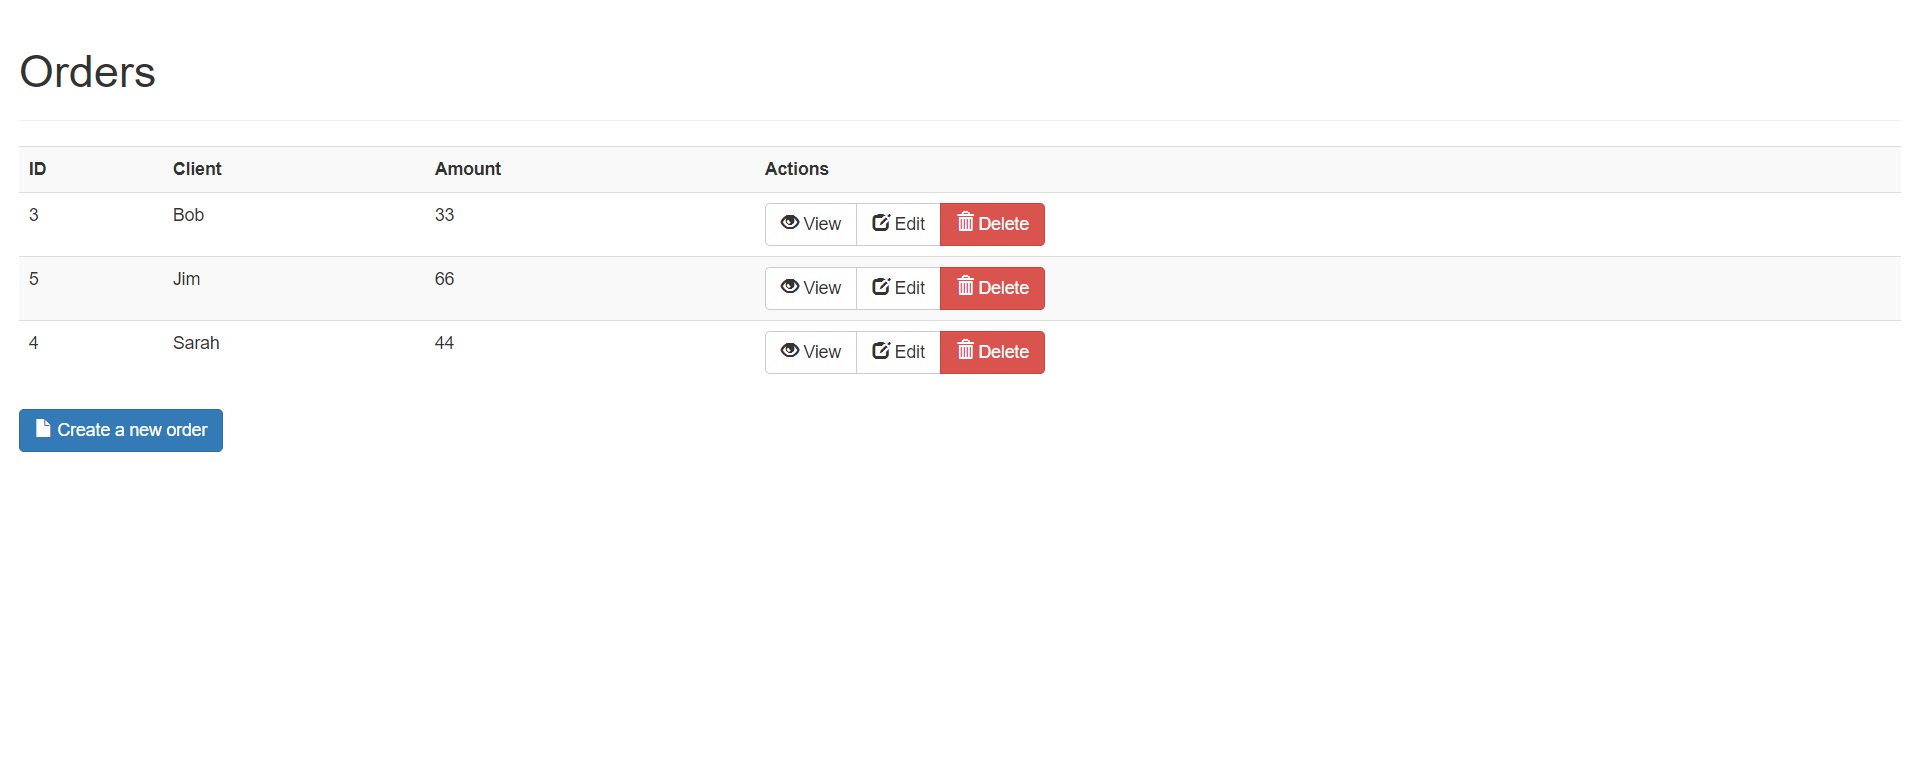 Orders
ID Client Amount Actions
3 Bob 33 View Edit Delete
5 Jim 66 View Edit Delete
4 Sarah 44 View Edit Delete
Create a new order